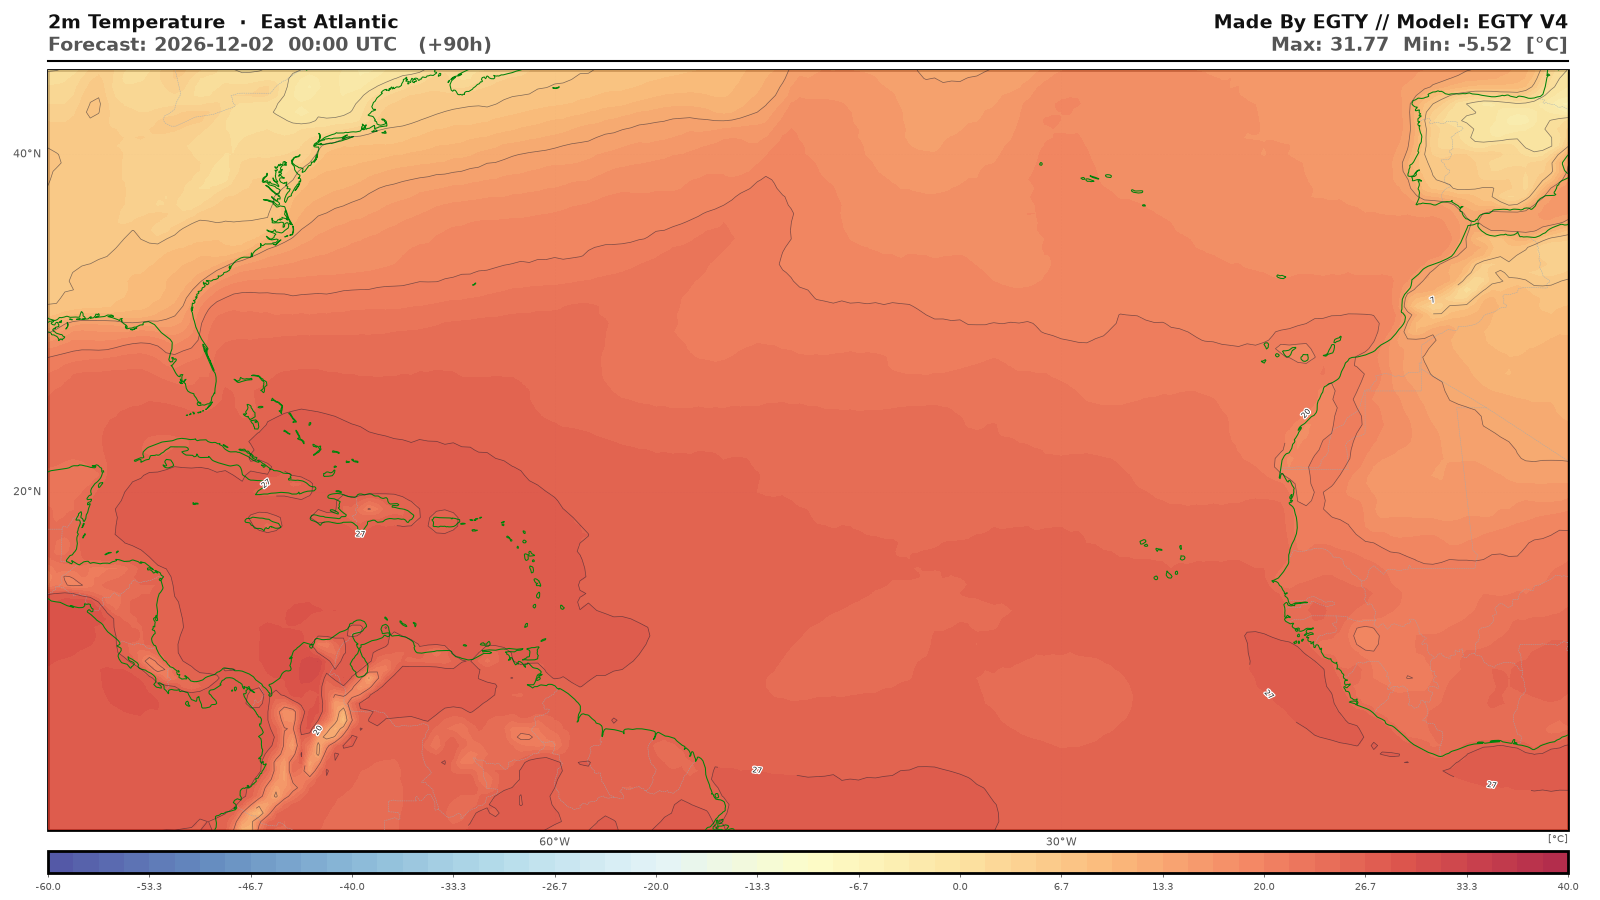 2m Temperature · East Atlantic
Made By EGTY // Model: EGTY V4
Forecast: 2026-12-02 00:00 UTC (+90h)
Max: 31.77 Min: -5.52 [°C]
40°N
7
20
20°N
27
27
27
20
27
27
60°W
30°W
[°C]
-60.0 -53.3 -46.7 -40.0 -33.3 -26.7 -20.0 -13.3 -6.7 0.0 6.7 13.3 20.0 26.7 33.3 40.0